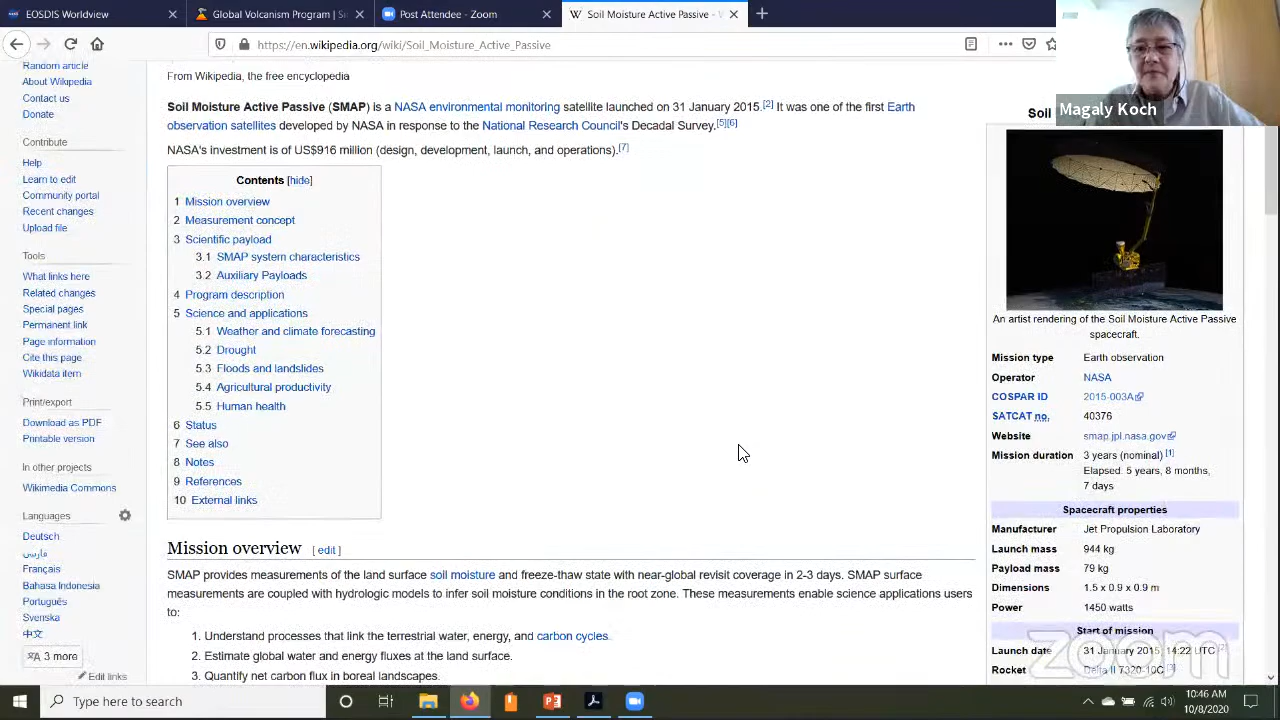 EOSDIS Worldview
Global Volcanism Program | Si
Post Attendee - Zoom
Soil Moisture Active Passive - W
https://en.wikipedia.org/wiki/Soil_Moisture_Active_Passive
Magaly Koch
Random article
About Wikipedia
Contact us
Donate
Contribute
Help
Learn to edit
Community portal
Recent changes
Upload file
Tools
What links here
Related changes
Special pages
Permanent link
Page information
Cite this page
Wikidata item
Print/export
Download as PDF
Printable version
In other projects
Wikimedia Commons
Languages
Deutsch
فارسی
Français
Bahasa Indonesia
Português
Svenska
中文
3 more
Edit links
From Wikipedia, the free encyclopedia
Soil Moisture Active Passive (SMAP) is a NASA environmental monitoring satellite launched on 31 January 2015.[2] It was one of the first Earth
observation satellites developed by NASA in response to the National Research Council's Decadal Survey.[5][6]
NASA's investment is of US$916 million (design, development, launch, and operations).[7]
Contents [hide]
1 Mission overview
2 Measurement concept
3 Scientific payload
3.1 SMAP system characteristics
3.2 Auxiliary Payloads
4 Program description
5 Science and applications
5.1 Weather and climate forecasting
5.2 Drought
5.3 Floods and landslides
5.4 Agricultural productivity
5.5 Human health
6 Status
7 See also
8 Notes
9 References
10 External links
Mission overview [ edit ]
SMAP provides measurements of the land surface soil moisture and freeze-thaw state with near-global revisit coverage in 2-3 days. SMAP surface
measurements are coupled with hydrologic models to infer soil moisture conditions in the root zone. These measurements enable science applications users
to:
1. Understand processes that link the terrestrial water, energy, and carbon cycles.
2. Estimate global water and energy fluxes at the land surface.
3. Quantify net carbon flux in boreal landscapes.
Soil
An artist rendering of the Soil Moisture Active Passive
spacecraft.
Mission type Earth observation
Operator NASA
COSPAR ID 2015-003A
SATCAT no. 40376
Website smap.jpl.nasa.gov
Mission duration 3 years (nominal) [1]
Elapsed: 5 years, 8 months,
7 days
Spacecraft properties
Manufacturer Jet Propulsion Laboratory
Launch mass 944 kg
Payload mass 79 kg
Dimensions 1.5 x 0.9 x 0.9 m
Power 1450 watts
Start of mission
Launch date 31 January 2015, 14:22 UTC
Rocket Delta II 7320-10C
zoom
Type here to search
10:46 AM
10/8/2020